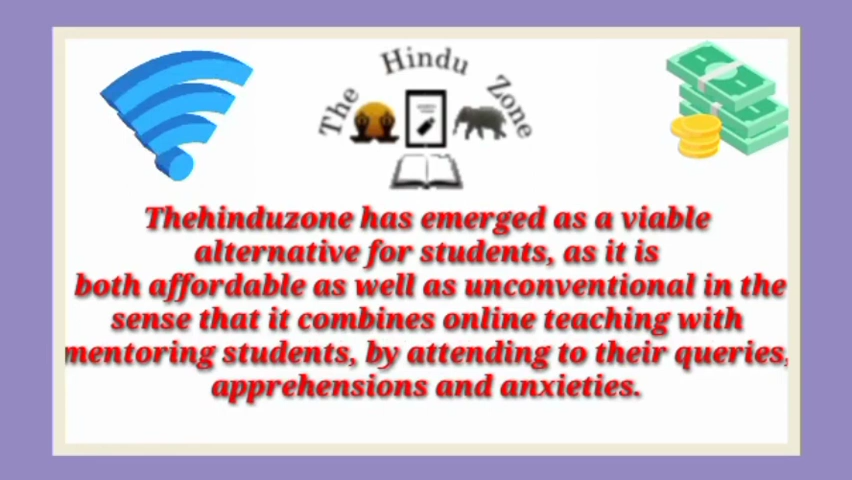 The Hindu Zone
Thehinduzone has emerged as a viable
alternative for students, as it is
both affordable as well as unconventional in the
sense that it combines online teaching with
mentoring students, by attending to their queries,
apprehensions and anxieties.